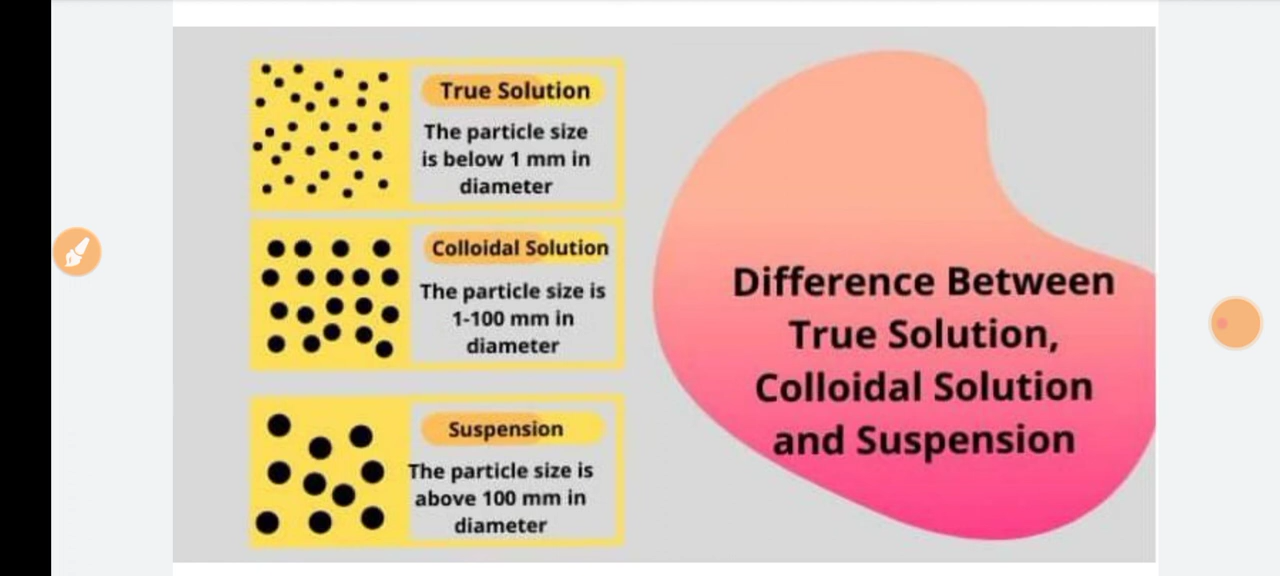 True Solution
The particle size
is below 1 mm in
diameter
Colloidal Solution
The particle size is
1-100 mm in
diameter
Suspension
The particle size is
above 100 mm in
diameter
Difference Between
True Solution,
Colloidal Solution
and Suspension